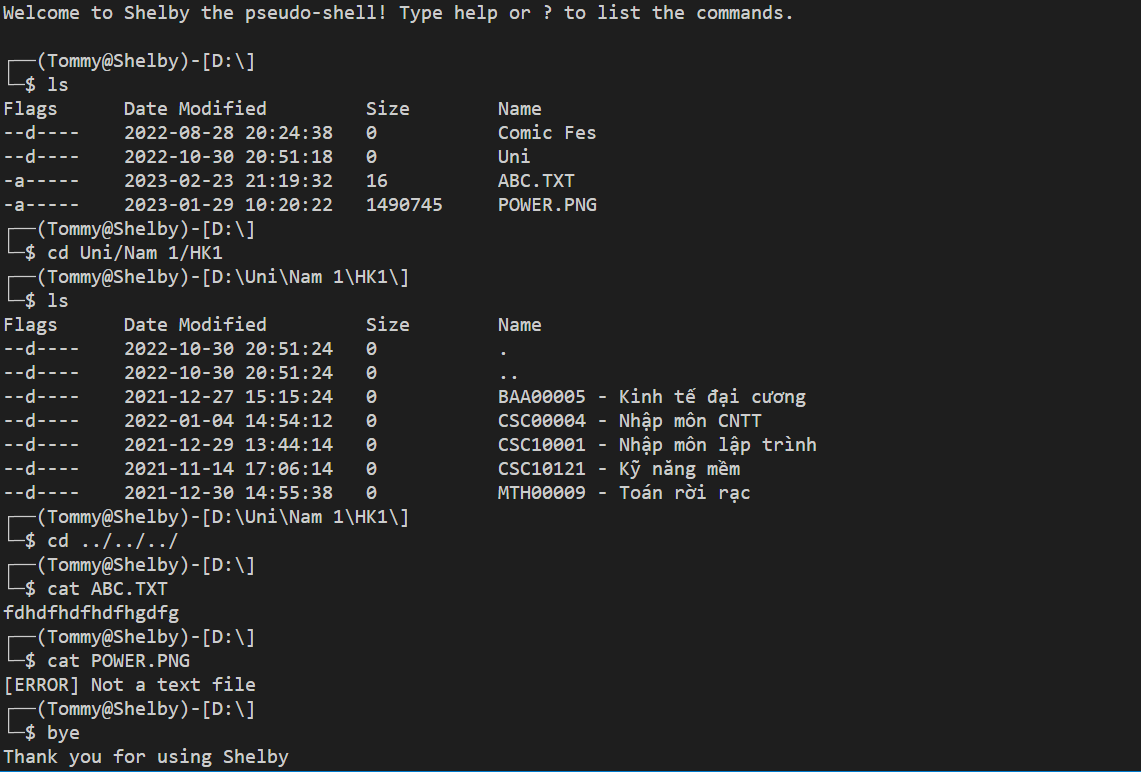 Welcome to Shelby the pseudo-shell! Type help or ? to list the commands.

┌──(Tommy@Shelby)-[D:\]
└─$ ls
Flags      Date Modified         Size        Name
--d----    2022-08-28 20:24:38   0           Comic Fes
--d----    2022-10-30 20:51:18   0           Uni
-a-----    2023-02-23 21:19:32   16          ABC.TXT
-a-----    2023-01-29 10:20:22   1490745     POWER.PNG
┌──(Tommy@Shelby)-[D:\]
└─$ cd Uni/Nam 1/HK1
┌──(Tommy@Shelby)-[D:\Uni\Nam 1\HK1\]
└─$ ls
Flags      Date Modified         Size        Name
--d----    2022-10-30 20:51:24   0           .
--d----    2022-10-30 20:51:24   0           ..
--d----    2021-12-27 15:15:24   0           BAA00005 - Kinh tế đại cương
--d----    2022-01-04 14:54:12   0           CSC00004 - Nhập môn CNTT
--d----    2021-12-29 13:44:14   0           CSC10001 - Nhập môn lập trình
--d----    2021-11-14 17:06:14   0           CSC10121 - Kỹ năng mềm
--d----    2021-12-30 14:55:38   0           MTH00009 - Toán rời rạc
┌──(Tommy@Shelby)-[D:\Uni\Nam 1\HK1\]
└─$ cd ../../../
┌──(Tommy@Shelby)-[D:\]
└─$ cat ABC.TXT
fdhdfhdfhdfhgdfg
┌──(Tommy@Shelby)-[D:\]
└─$ cat POWER.PNG
[ERROR] Not a text file
┌──(Tommy@Shelby)-[D:\]
└─$ bye
Thank you for using Shelby